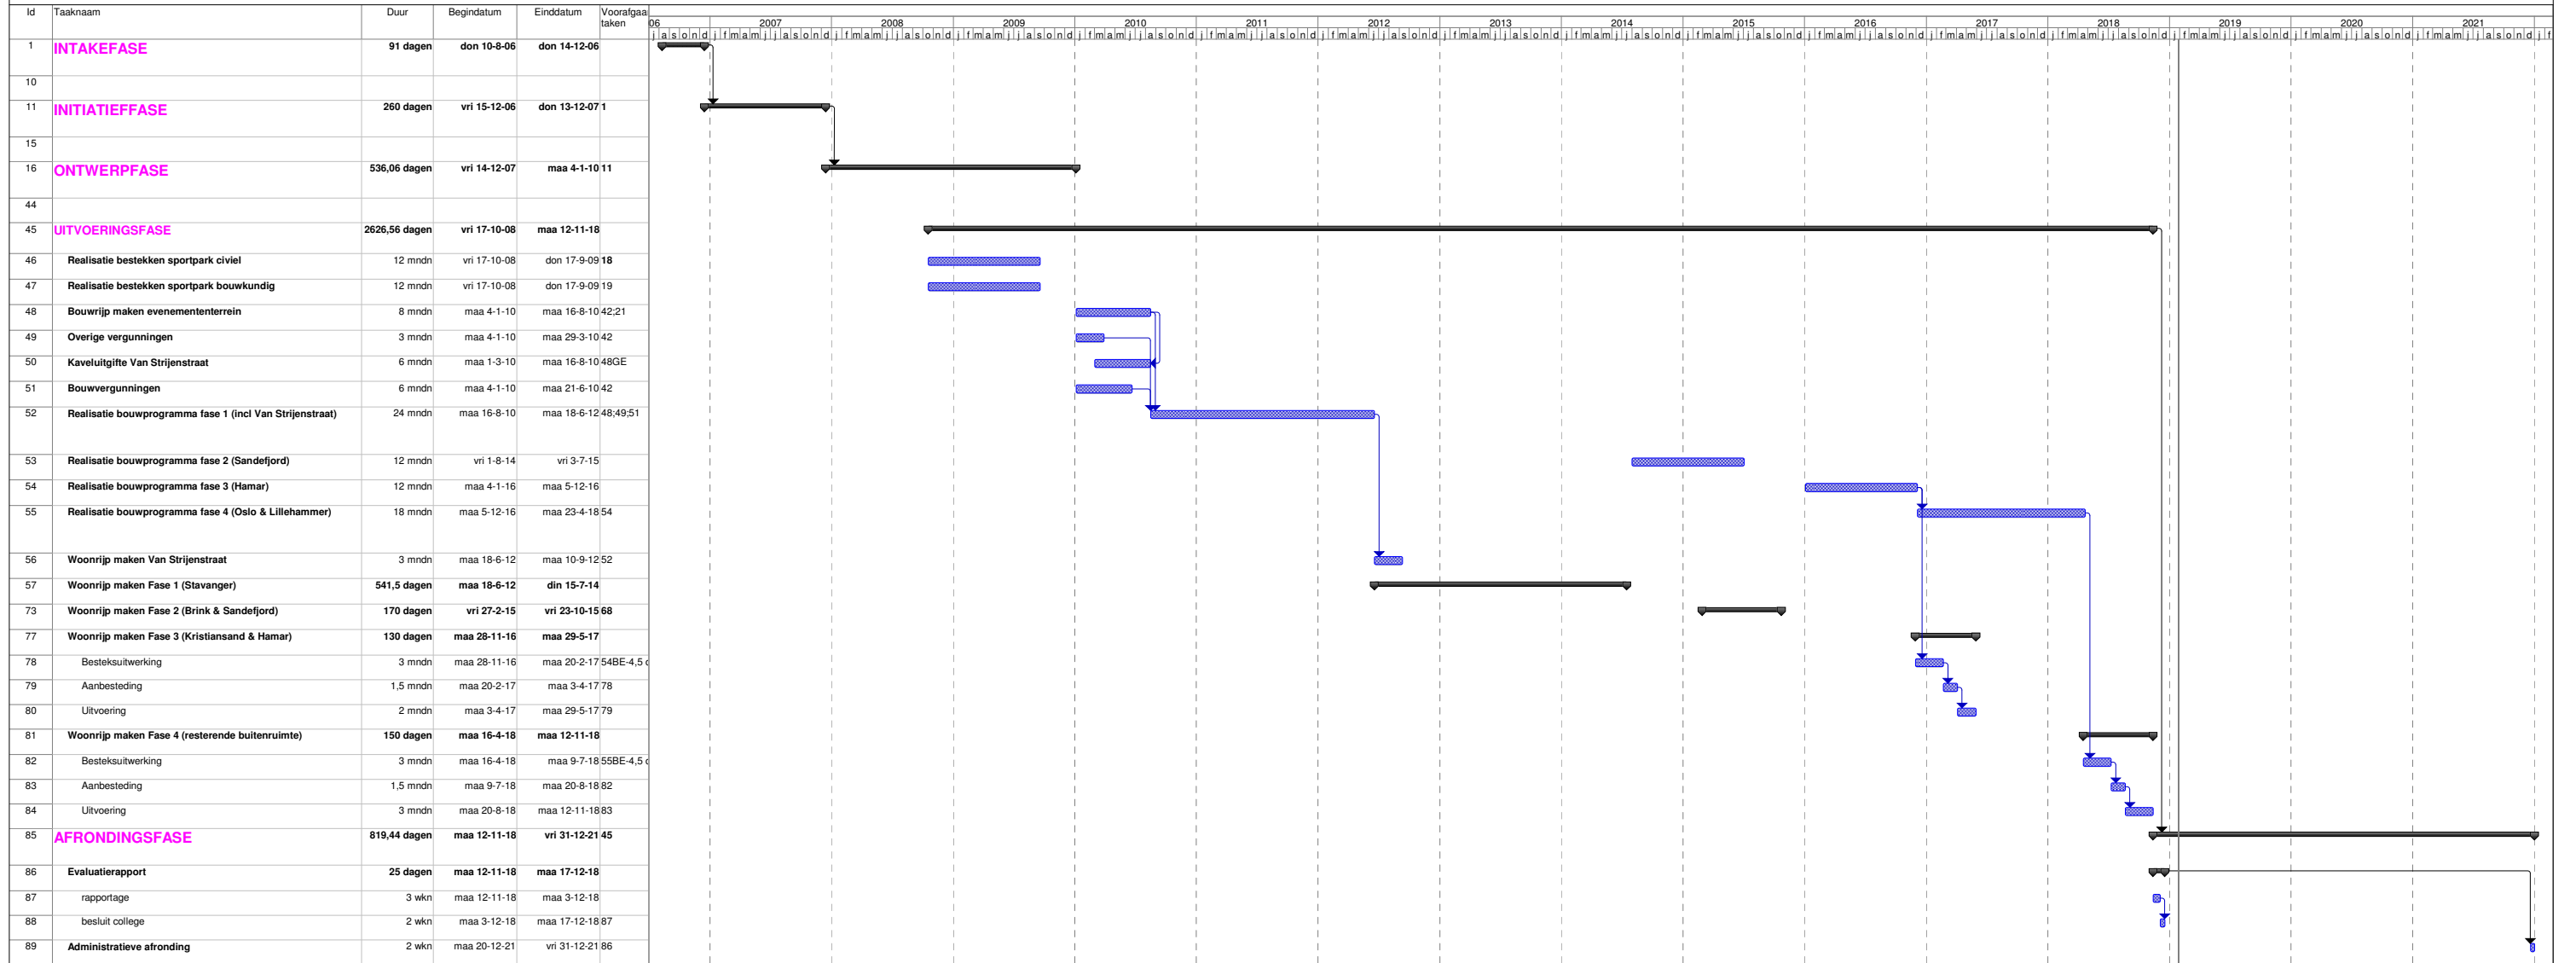 Id Taaknaam Duur Begindatum Einddatum Voorafgaa
taken
06 2007 2008 2009 2010 2011 2012 2013 2014 2015 2016 2017 2018 2019 2020 2021
j a s o n d j f m a m j j a s o n d j f m a m j j a s o n d j f m a m j j a s o n d j f m a m j j a s o n d j f m a m j j a s o n d j f m a m j j a s o n d j f m a m j j a s o n d j f m a m j j a s o n d j f m a m j j a s o n d j f m a m j j a s o n d j f m a m j j a s o n d j f m a m j j a s o n d j f m a m j j a s o n d j f m a m j j a s o n d j f m a m j j a s o n d j f
1 INTAKEFASE 91 dagen don 10-8-06 don 14-12-06
10
11 INITIATIEFFASE 260 dagen vri 15-12-06 don 13-12-07 1
15
16 ONTWERPFASE 536,06 dagen vri 14-12-07 maa 4-1-10 11
44
45 UITVOERINGSFASE 2626,56 dagen vri 17-10-08 maa 12-11-18
46 Realisatie bestekken sportpark civiel 12 mndn vri 17-10-08 don 17-9-09 18
47 Realisatie bestekken sportpark bouwkundig 12 mndn vri 17-10-08 don 17-9-09 19
48 Bouwrijp maken evenemententerrein 8 mndn maa 4-1-10 maa 16-8-10 42;21
49 Overige vergunningen 3 mndn maa 4-1-10 maa 29-3-10 42
50 Kaveluitgifte Van Strijenstraat 6 mndn maa 1-3-10 maa 16-8-10 48GE
51 Bouwvergunningen 6 mndn maa 4-1-10 maa 21-6-10 42
52 Realisatie bouwprogramma fase 1 (incl Van Strijenstraat) 24 mndn maa 16-8-10 maa 18-6-12 48;49;51
53 Realisatie bouwprogramma fase 2 (Sandefjord) 12 mndn vri 1-8-14 vri 3-7-15
54 Realisatie bouwprogramma fase 3 (Hamar) 12 mndn maa 4-1-16 maa 5-12-16
55 Realisatie bouwprogramma fase 4 (Oslo & Lillehammer) 18 mndn maa 5-12-16 maa 23-4-18 54
56 Woonrijp maken Van Strijenstraat 3 mndn maa 18-6-12 maa 10-9-12 52
57 Woonrijp maken Fase 1 (Stavanger) 541,5 dagen maa 18-6-12 din 15-7-14
73 Woonrijp maken Fase 2 (Brink & Sandefjord) 170 dagen vri 27-2-15 vri 23-10-15 68
77 Woonrijp maken Fase 3 (Kristiansand & Hamar) 130 dagen maa 28-11-16 maa 29-5-17
78 Besteksuitwerking 3 mndn maa 28-11-16 maa 20-2-17 54BE-4,5
79 Aanbesteding 1,5 mndn maa 20-2-17 maa 3-4-17 78
80 Uitvoering 2 mndn maa 3-4-17 maa 29-5-17 79
81 Woonrijp maken Fase 4 (resterende buitenruimte) 150 dagen maa 16-4-18 maa 12-11-18
82 Besteksuitwerking 3 mndn maa 16-4-18 maa 9-7-18 55BE-4,5
83 Aanbesteding 1,5 mndn maa 9-7-18 maa 20-8-18 82
84 Uitvoering 3 mndn maa 20-8-18 maa 12-11-18 83
85 AFRONDINGSFASE 819,44 dagen maa 12-11-18 vri 31-12-21 45
86 Evaluatierapport 25 dagen maa 12-11-18 maa 17-12-18
87 rapportage 3 wkn maa 12-11-18 maa 3-12-18
88 besluit college 2 wkn maa 3-12-18 maa 17-12-18 87
89 Administratieve afronding 2 wkn maa 20-12-21 vri 31-12-21 86